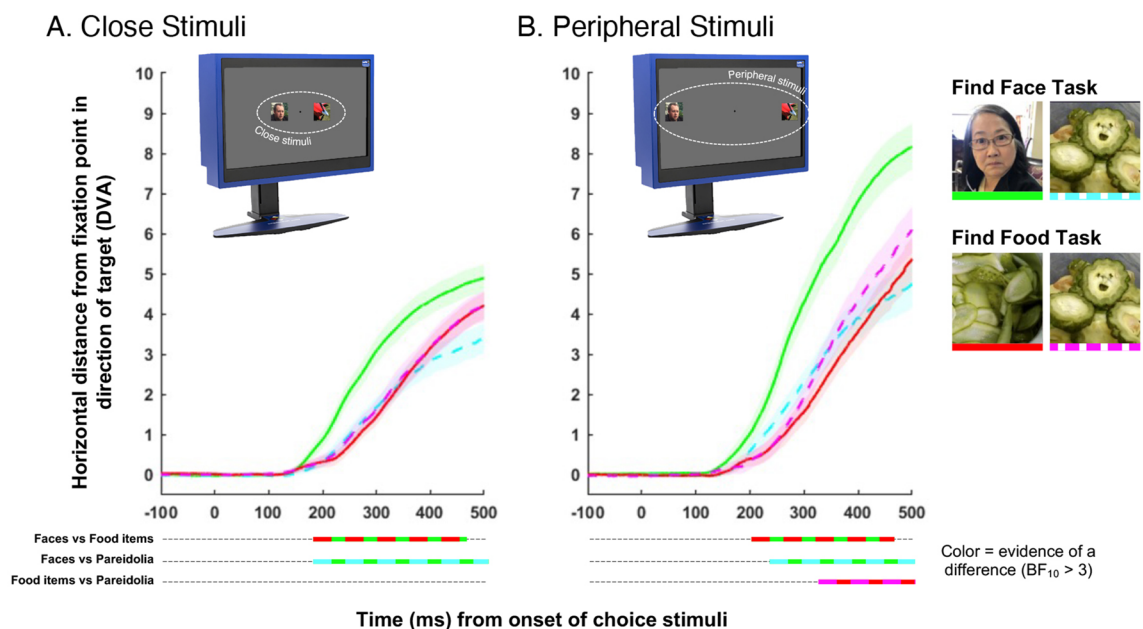 A. Close Stimuli
B. Peripheral Stimuli
Horizontal distance from fixation point in
direction of target (DVA)
10
9
8
7
6
5
4
3
2
1
0
-100 0 100 200 300 400 500
Close stimuli
10
9
8
7
6
5
4
3
2
1
0
-100 0 100 200 300 400 500
Peripheral stimuli
Find Face Task
Find Food Task
Faces vs Food items
Faces vs Pareidolia
Food items vs Pareidolia
Color = evidence of a
difference (BF₁₀ > 3)
Time (ms) from onset of choice stimuli